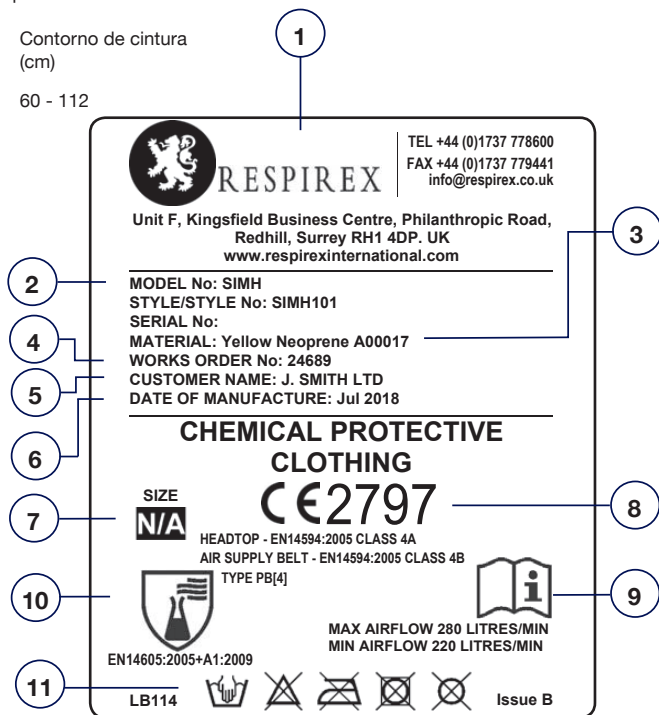 Contorno de cintura
(cm)
60 - 112
1
RESPIREX
TEL +44 (0)1737 778600
FAX +44 (0)1737 779441
info@respirex.co.uk
Unit F, Kingsfield Business Centre, Philanthropic Road,
Redhill, Surrey RH1 4DP. UK
www.respirexinternational.com
3
2
MODEL No: SIMH
STYLE/STYLE No: SIMH101
SERIAL No:
MATERIAL: Yellow Neoprene A00017
4
WORKS ORDER No: 24689
5
CUSTOMER NAME: J. SMITH LTD
DATE OF MANUFACTURE: Jul 2018
6
CHEMICAL PROTECTIVE
CLOTHING
7
SIZE
N/A
CE2797
8
HEADTOP - EN14594:2005 CLASS 4A
AIR SUPPLY BELT - EN14594:2005 CLASS 4B
TYPE PB[4]
i
9
10
MAX AIRFLOW 280 LITRES/MIN
MIN AIRFLOW 220 LITRES/MIN
EN14605:2005+A1:2009
11
LB114
Issue B